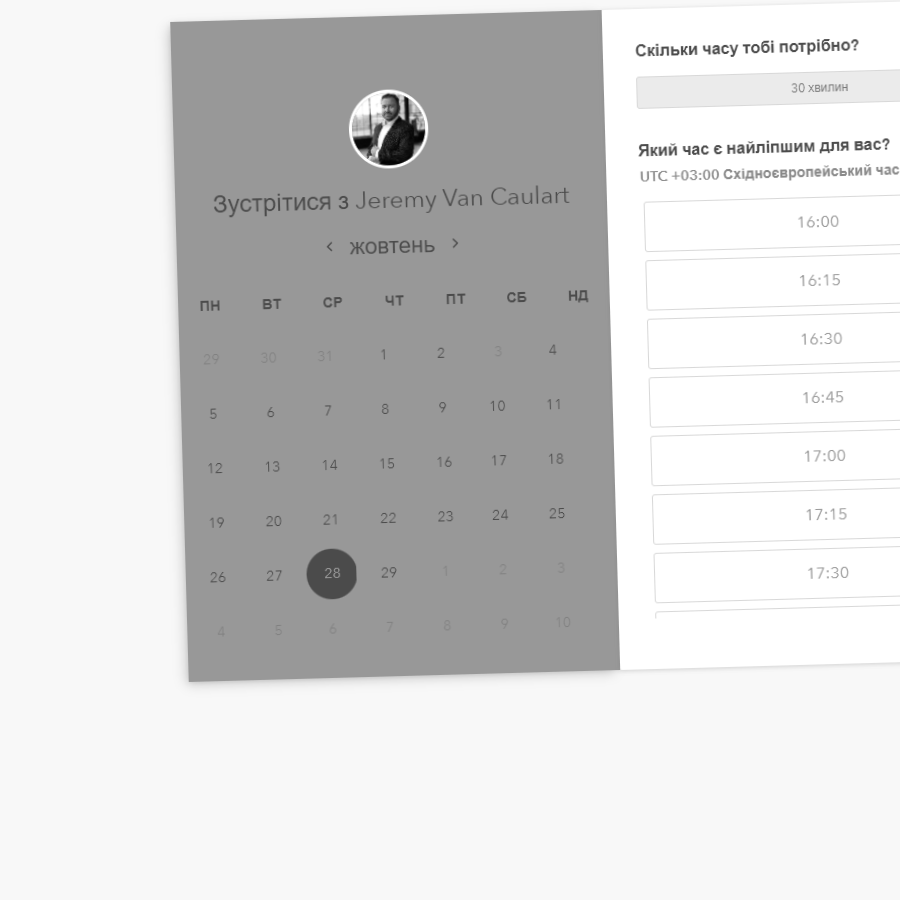 Зустрітися з Jeremy Van Caulart
‹ жовтень ›
ПН ВТ СР ЧТ ПТ СБ НД
29 30 31 1 2 3 4
5 6 7 8 9 10 11
12 13 14 15 16 17 18
19 20 21 22 23 24 25
26 27 28 29 1 2 3
4 5 6 7 8 9 10
Скільки часу тобі потрібно?
30 хвилин
Який час є найліпшим для вас?
UTC +03:00 Східноєвропейський час
16:00
16:15
16:30
16:45
17:00
17:15
17:30